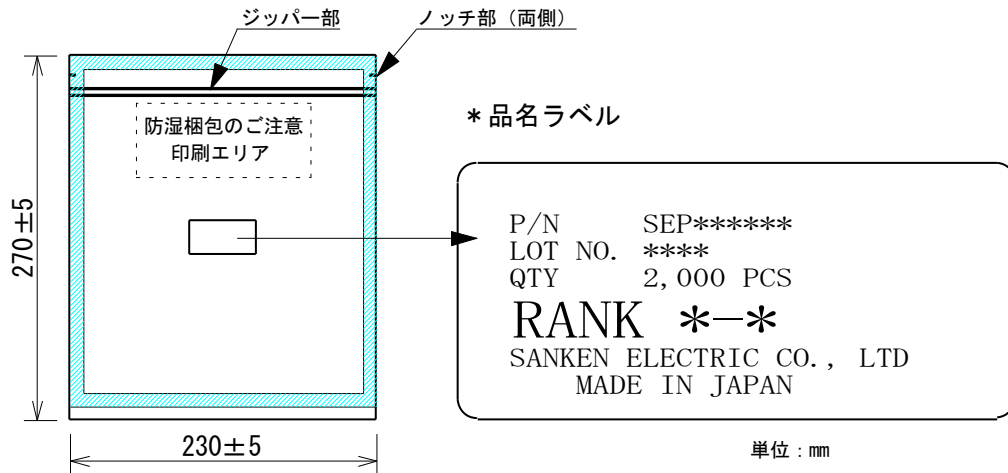 ジッパー部
ノッチ部（両側）
防湿梱包のご注意
印刷エリア
270±5
230±5
*品名ラベル
P/N SEP******
LOT NO. ****
QTY 2,000 PCS
RANK *-*
SANKEN ELECTRIC CO., LTD
MADE IN JAPAN
単位：mm